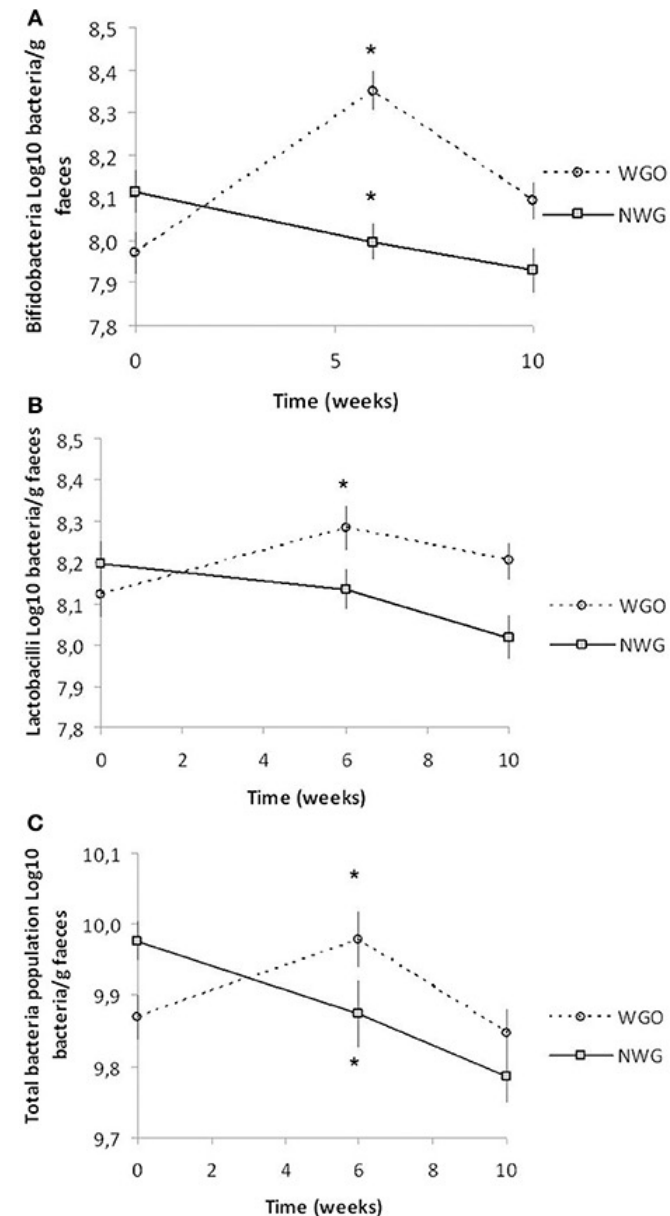 A
Bifidobacteria Log10 bacteria/g
faeces
8,5
8,4
8,3
8,2
8,1
8,0
7,9
7,8
*
*
WGO
NWG
0
5
10
Time (weeks)
B
Lactobacilli Log10 bacteria/g faeces
8,5
8,4
8,3
8,2
8,1
8,0
7,9
7,8
*
WGO
NWG
0 2 4 6 8 10
Time (weeks)
C
Total bacteria population Log10
bacteria/g faeces
10,1
10,0
9,9
9,8
9,7
*
*
WGO
NWG
0 2 4 6 8 10
Time (weeks)